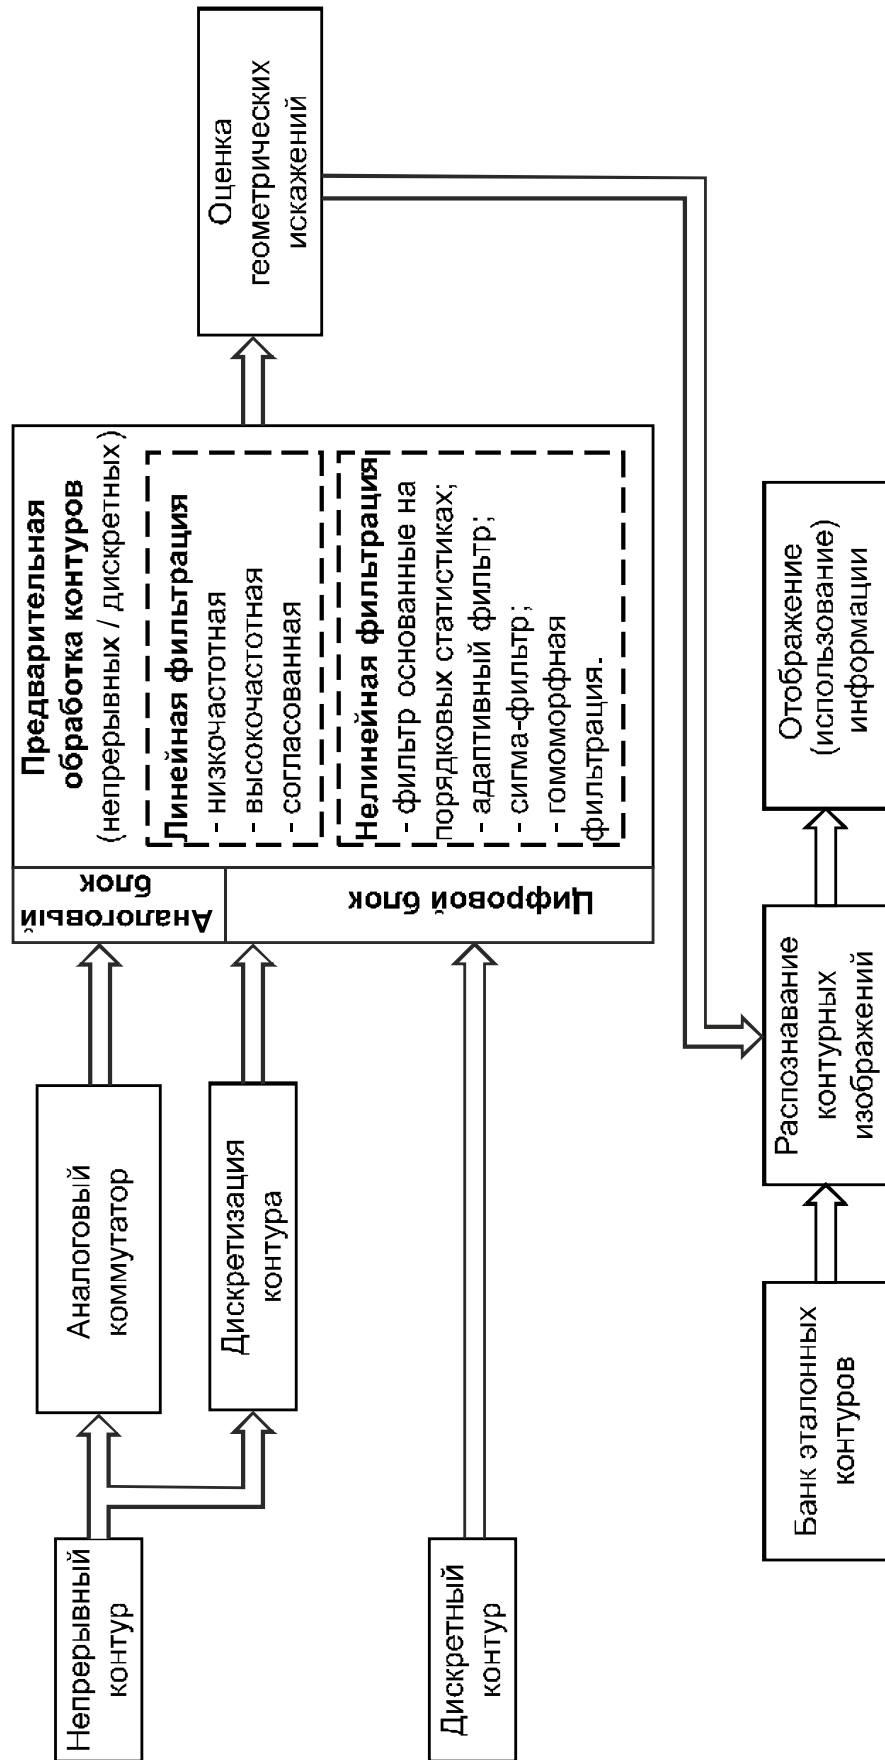 Непрерывный
контур
Аналоговый
коммутатор
Дискретизация
контура
Дискретный
контур
Аналоговый
блок
Цифровой блок
Предварительная
обработка контуров
(непрерывных / дискретных)
Линейная фильтрация
- низкочастотная
- высокочастотная
- согласованная
Нелинейная фильтрация
- фильтр основанные на
порядковых статистиках;
- адаптивный фильтр;
- сигма-фильтр;
- гомоморфная
фильтрация.
Оценка
геометрических
искажений
Банк эталонных
контуров
Распознавание
контурных
изображений
Отображение
(использование)
информации